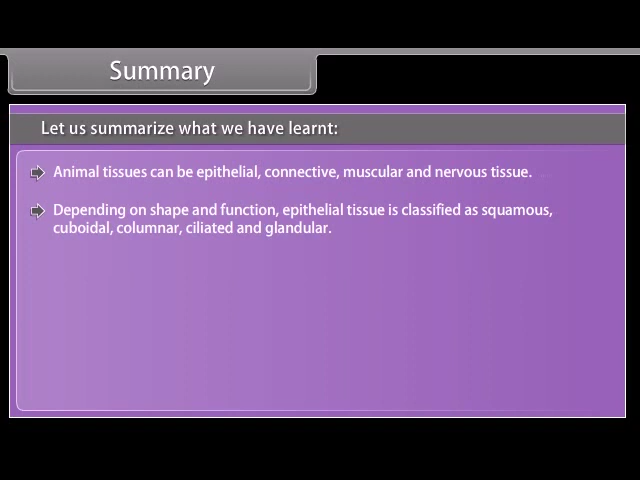 Summary
Let us summarize what we have learnt:
Animal tissues can be epithelial, connective, muscular and nervous tissue.
Depending on shape and function, epithelial tissue is classified as squamous,
cuboidal, columnar, ciliated and glandular.